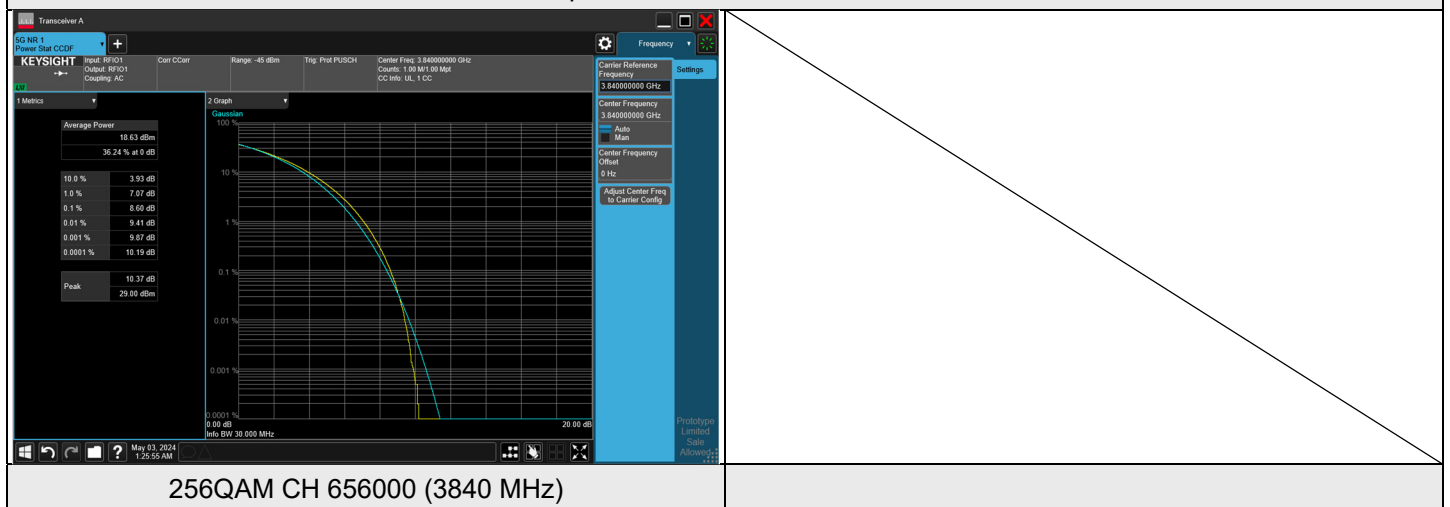 Transceiver A
5G NR 1
Power Stat CCDF
Frequency
KEYSIGHT
LXI
Input: RFIO1
Output: RFIO1
Coupling: AC
Corr CCorr
Range: -45 dBm
Trig: Prot PUSCH
Center Freq: 3.840000000 GHz
Counts: 1.00 M/1.00 Mpt
CC Info: UL, 1 CC
Carrier Reference
Frequency
3.840000000 GHz
Settings
Center Frequency
3.840000000 GHz
Auto
Man
Center Frequency
Offset
0 Hz
Adjust Center Freq
to Carrier Config
1 Metrics
Average Power
18.63 dBm
36.24 % at 0 dB
10.0 % 3.93 dB
1.0 % 7.07 dB
0.1 % 8.60 dB
0.01 % 9.41 dB
0.001 % 9.87 dB
0.0001 % 10.19 dB
Peak
10.37 dB
29.00 dBm
2 Graph
Gaussian
100 %
10 %
1 %
0.1 %
0.01 %
0.001 %
0.0001 %
0.00 dB 20.00 dB
Info BW 30.000 MHz
Prototype
Limited
Sale
Allowed
?
May 03, 2024
1:25:55 AM
256QAM CH 656000 (3840 MHz)